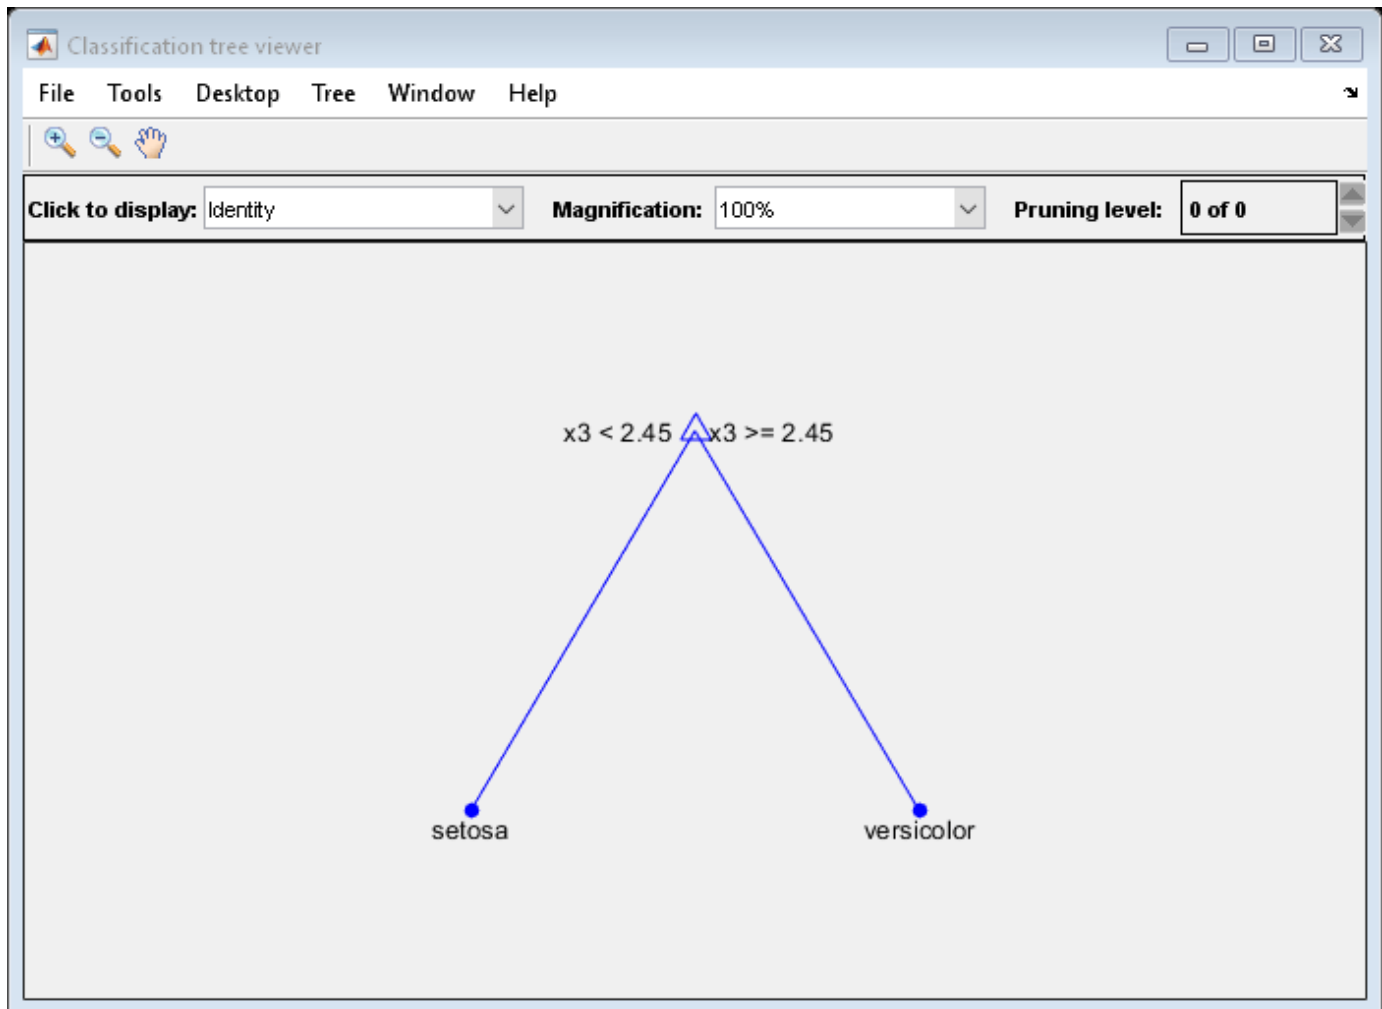 Classification tree viewer
File Tools Desktop Tree Window Help
Click to display: Identity Magnification: 100% Pruning level: 0 of 0
x3 < 2.45 x3 >= 2.45
setosa versicolor